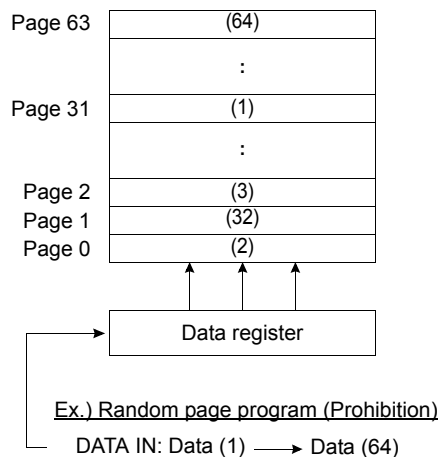 Page 63 (64)
:
Page 31 (1)
:
Page 2 (3)
Page 1 (32)
Page 0 (2)
Data register
Ex.) Random page program (Prohibition)
DATA IN: Data (1) Data (64)